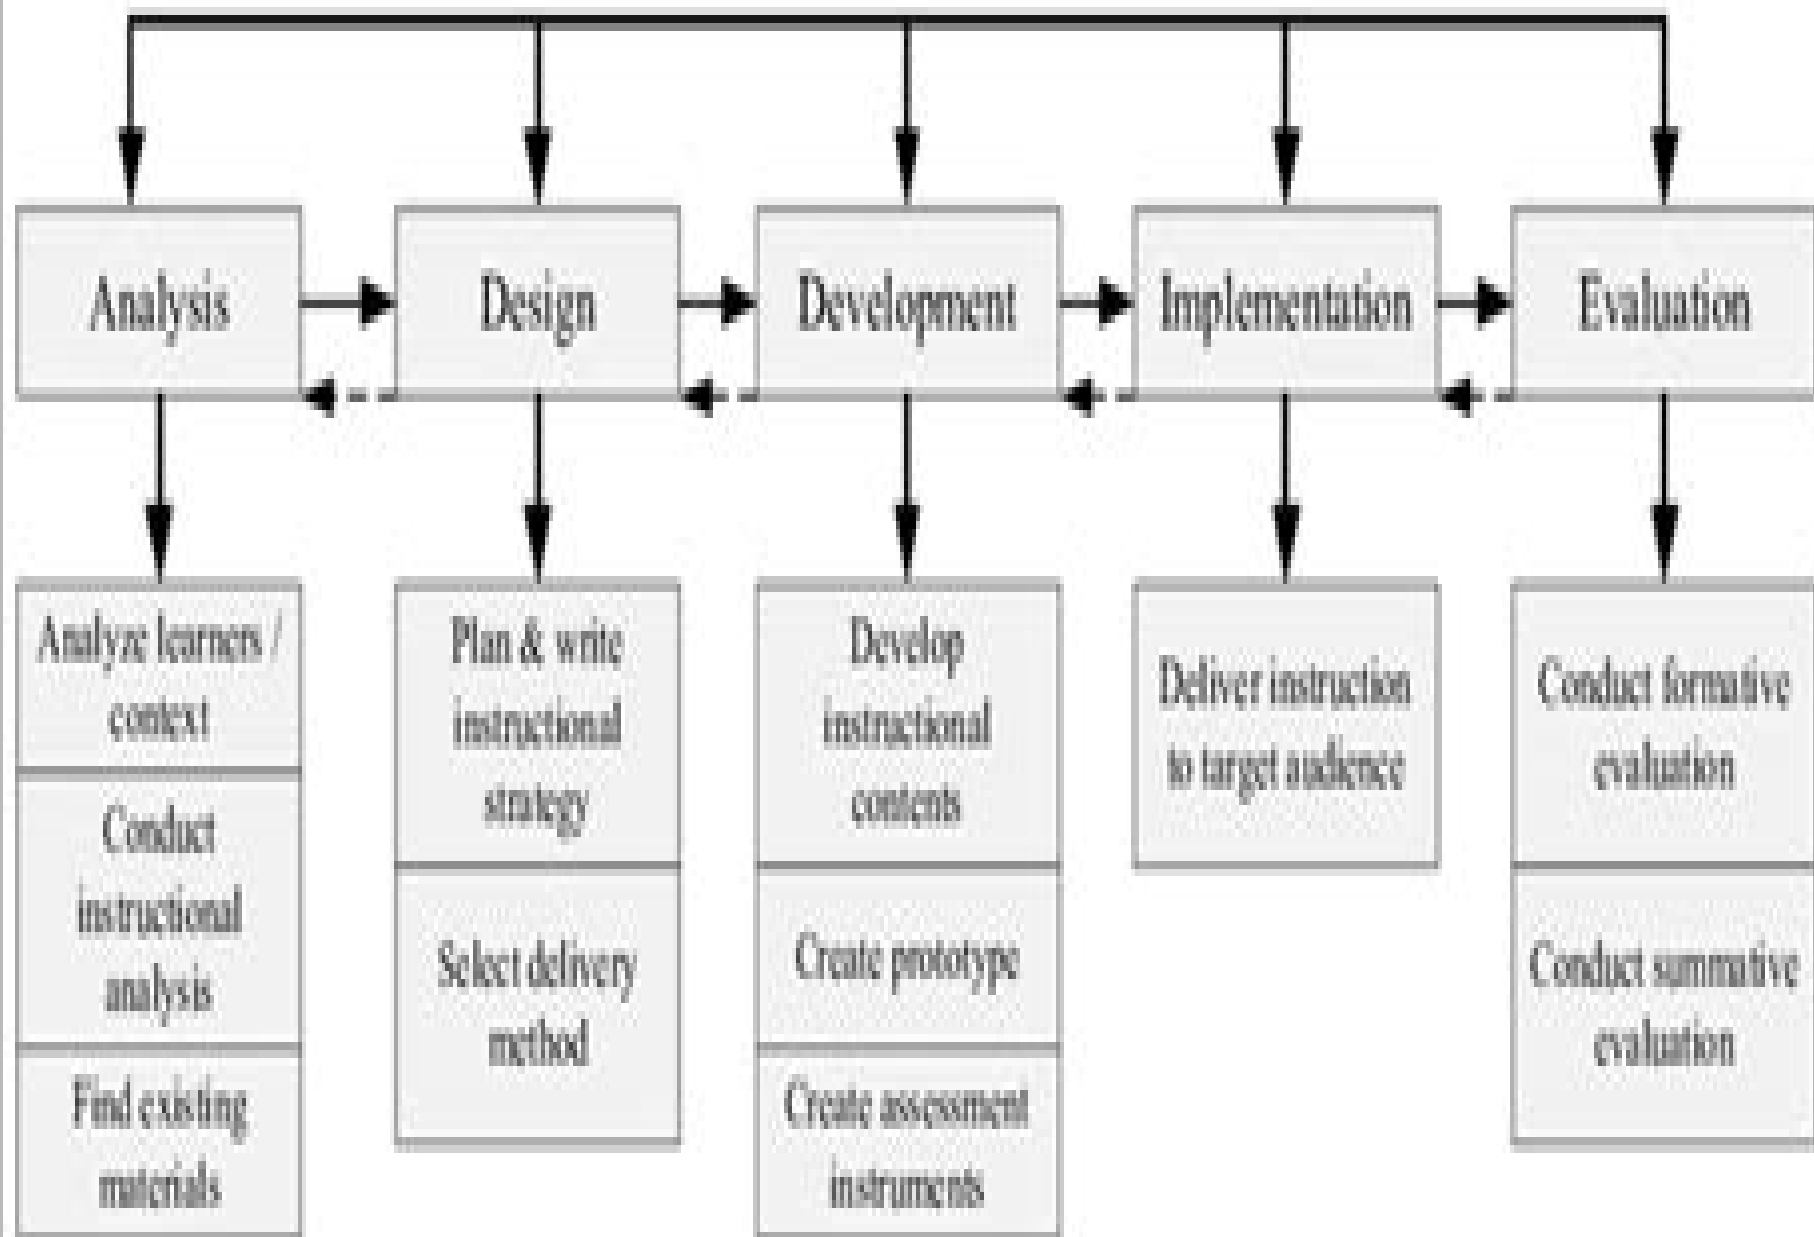 Analysis
Design
Development
Implementation
Evaluation
Analyze learners /
context
Conduct
instructional
analysis
Find existing
materials
Plan & write
instructional
strategy
Select delivery
method
Develop
instructional
contents
Create prototype
Create assessment
instruments
Deliver instruction
to target audience
Conduct formative
evaluation
Conduct summative
evaluation